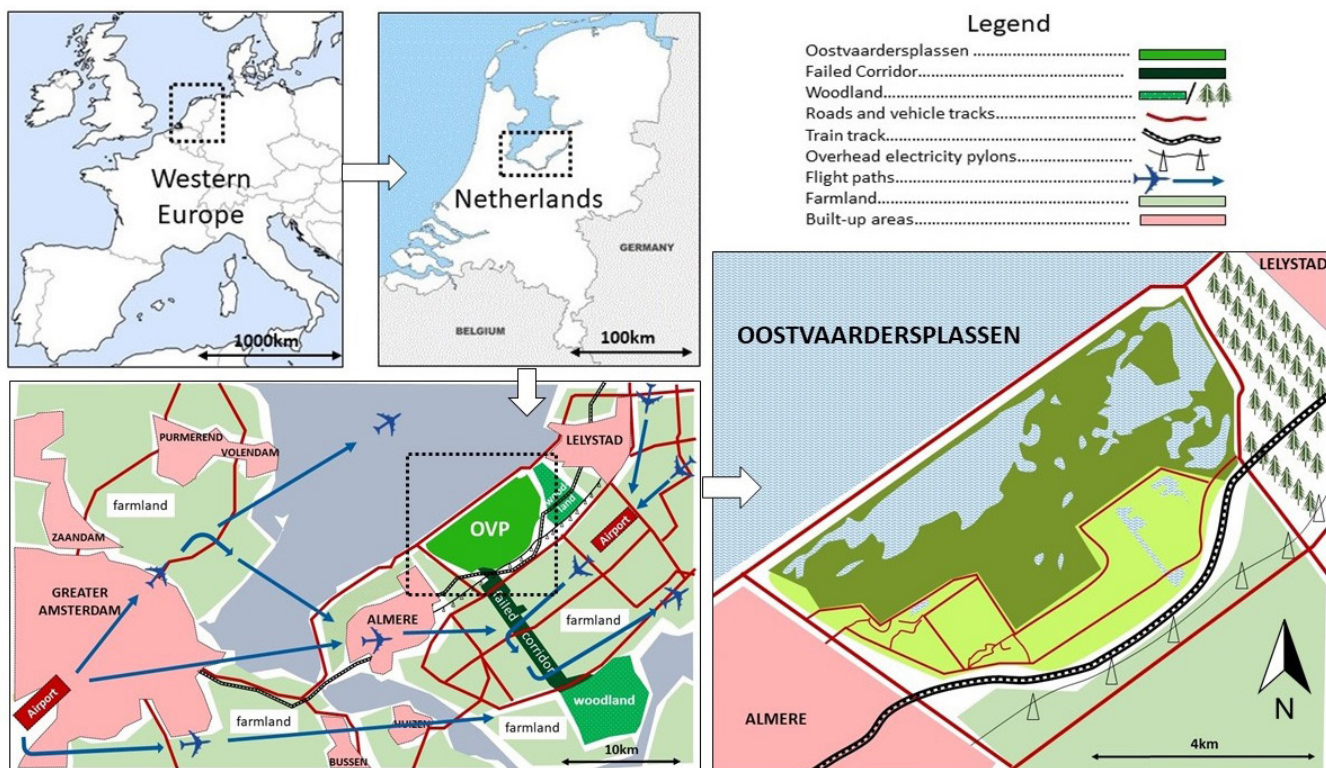 Western
Europe
1000km
Netherlands
GERMANY
BELGIUM
100km
Legend
Oostvaardersplassen ..............................
Failed Corridor..........................................
Woodland.................................................
Roads and vehicle tracks..........................
Train track................................................
Overhead electricity pylons......................
Flight paths...............................................
Farmland...................................................
Built-up areas...........................................
PURMEREND
VOLENDAM
farmland
ZAANDAM
GREATER
AMSTERDAM
Airport
farmland
BUSSEN
HUIZEN
farmland
ALMERE
OVP
woodland
LELYSTAD
Airport
farmland
failed corridor
woodland
10km
OOSTVAARDERSPLASSEN
LELYSTAD
ALMERE
N
4km